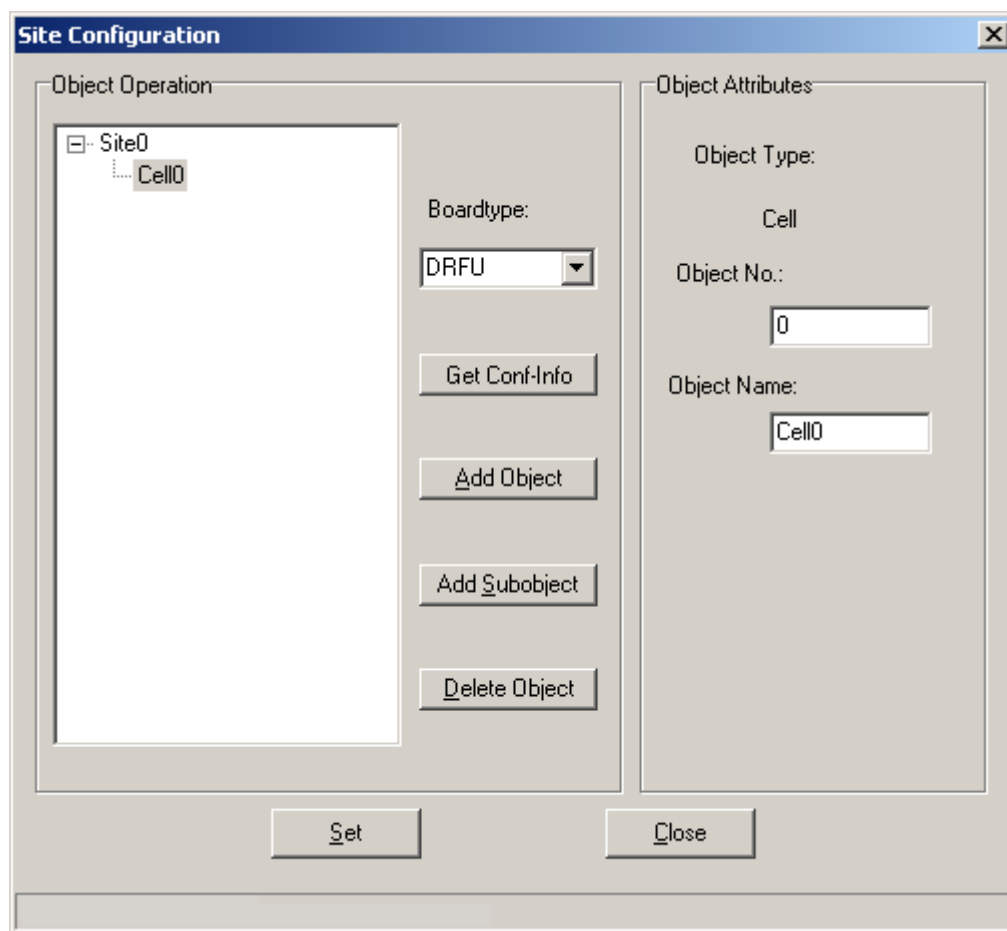 Site Configuration
Object Operation
Site0
Cell0
Boardtype:
DRFU
Get Conf-Info
Add Object
Add Subobject
Delete Object
Object Attributes
Object Type:
Cell
Object No.:
0
Object Name:
Cell0
Set
Close